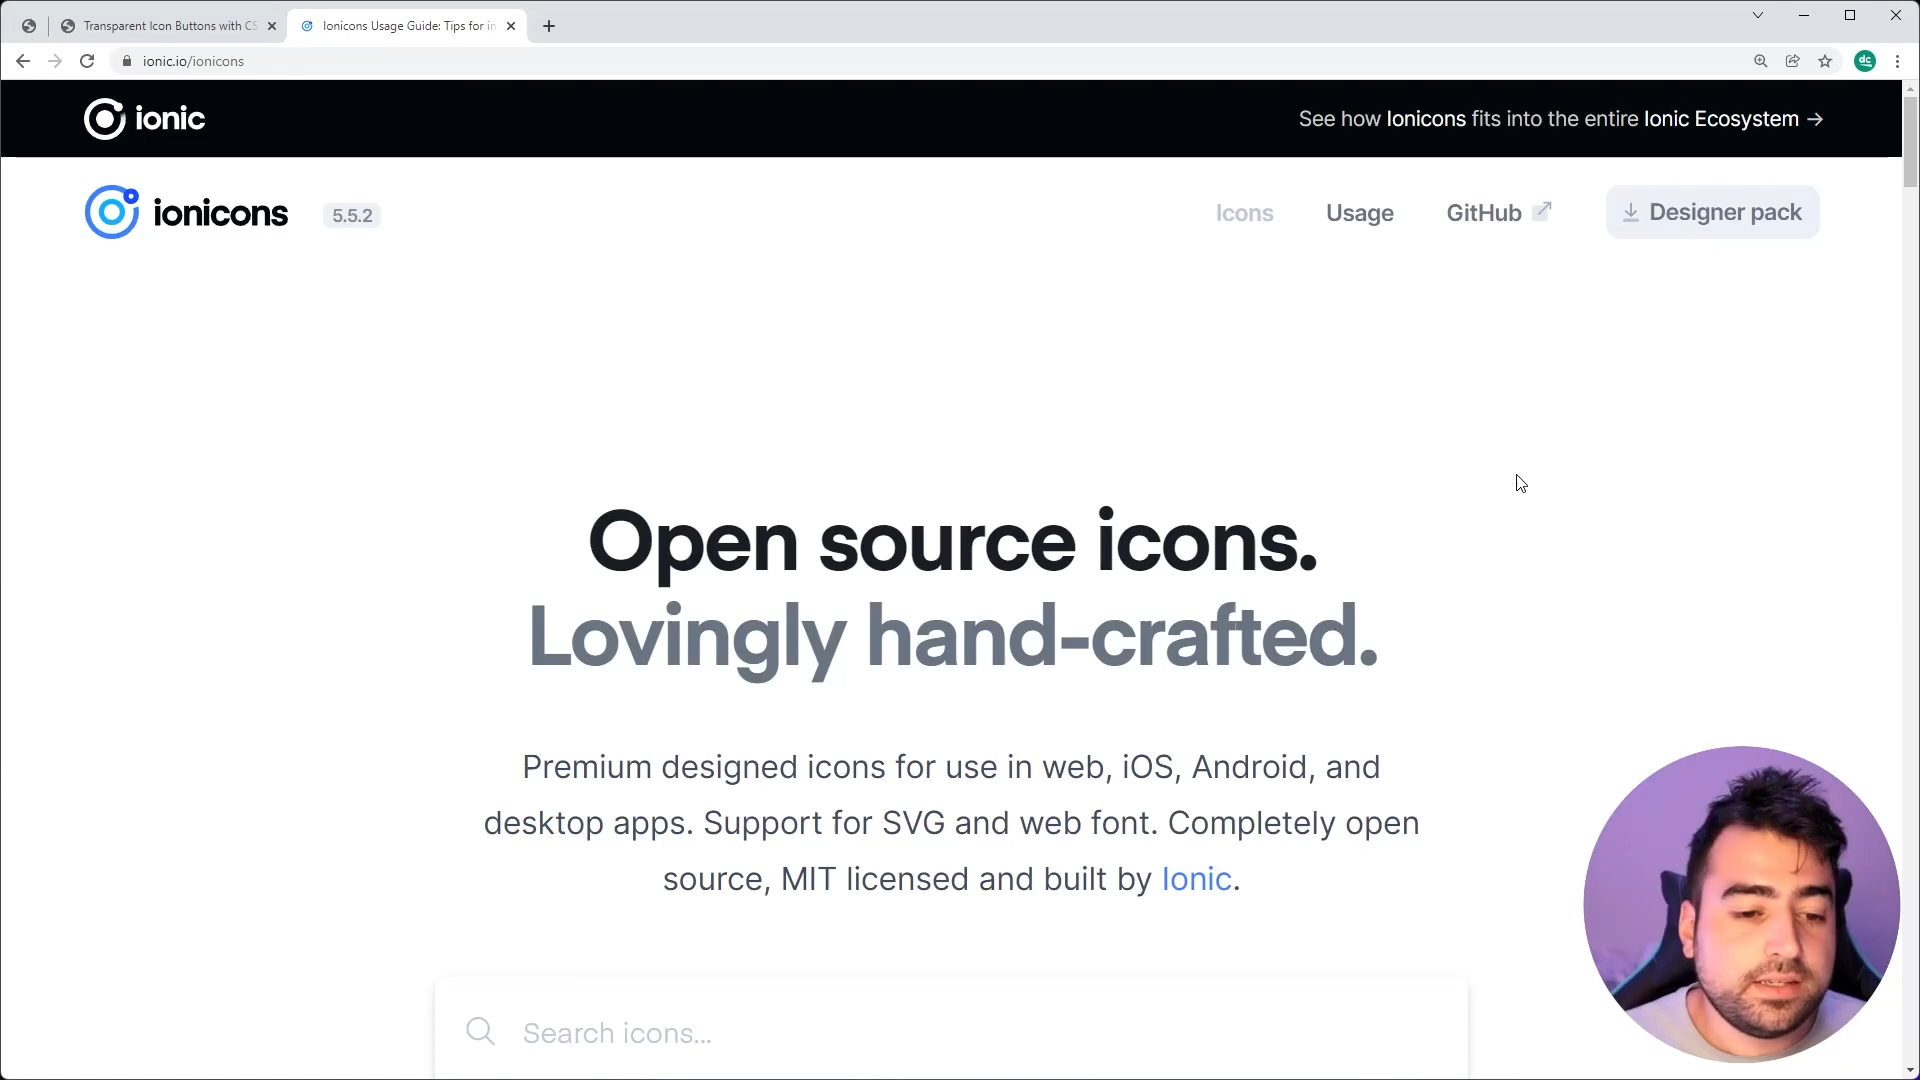 Transparent Icon Buttons with CS
Ionicons Usage Guide: Tips for in
ionic.io/ionicons
dc
ionic
See how Ionicons fits into the entire Ionic Ecosystem →
ionicons 5.5.2
Icons Usage GitHub Designer pack
Open source icons.
Lovingly hand-crafted.
Premium designed icons for use in web, iOS, Android, and
desktop apps. Support for SVG and web font. Completely open
source, MIT licensed and built by Ionic.
Search icons...